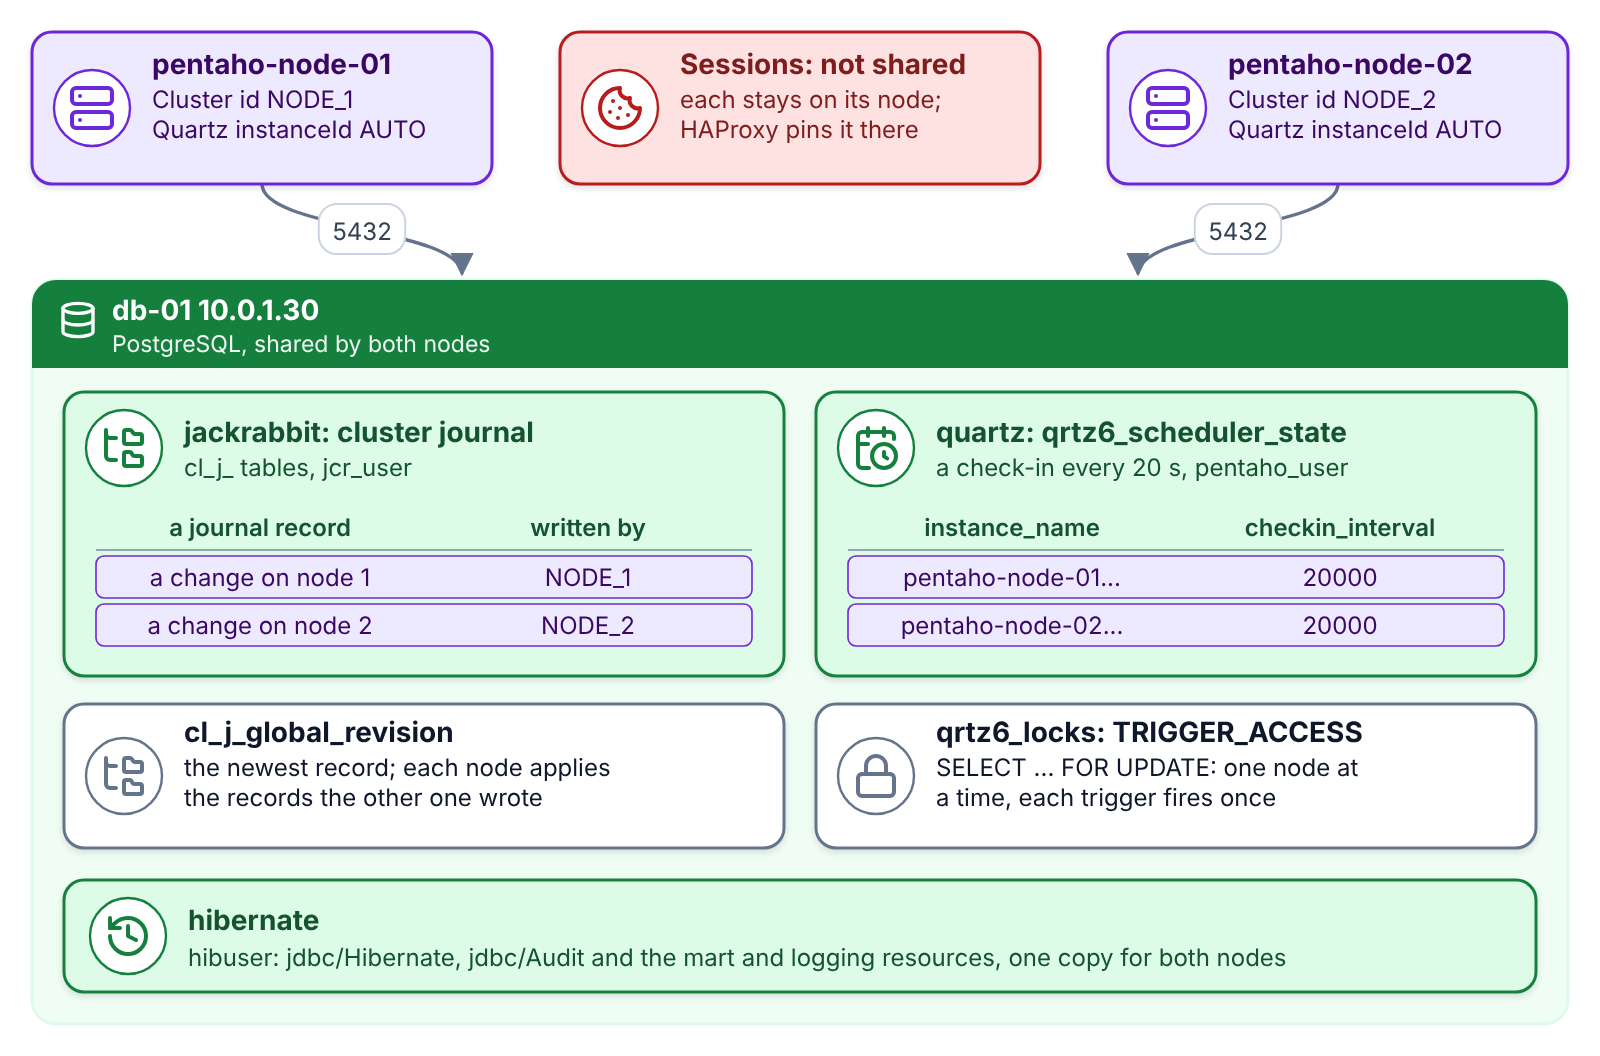 pentaho-node-01
Cluster id NODE_1
Quartz instanceId AUTO
Sessions: not shared
each stays on its node;
HAProxy pins it there
pentaho-node-02
Cluster id NODE_2
Quartz instanceId AUTO
5432
5432
db-01 10.0.1.30
PostgreSQL, shared by both nodes
jackrabbit: cluster journal
cl_j_ tables, jcr_user
a journal record written by
a change on node 1 NODE_1
a change on node 2 NODE_2
quartz: qrtz6_scheduler_state
a check-in every 20 s, pentaho_user
instance_name checkin_interval
pentaho-node-01... 20000
pentaho-node-02... 20000
cl_j_global_revision
the newest record; each node applies
the records the other one wrote
qrtz6_locks: TRIGGER_ACCESS
SELECT ... FOR UPDATE: one node at
a time, each trigger fires once
hibernate
hibuser: jdbc/Hibernate, jdbc/Audit and the mart and logging resources, one copy for both nodes